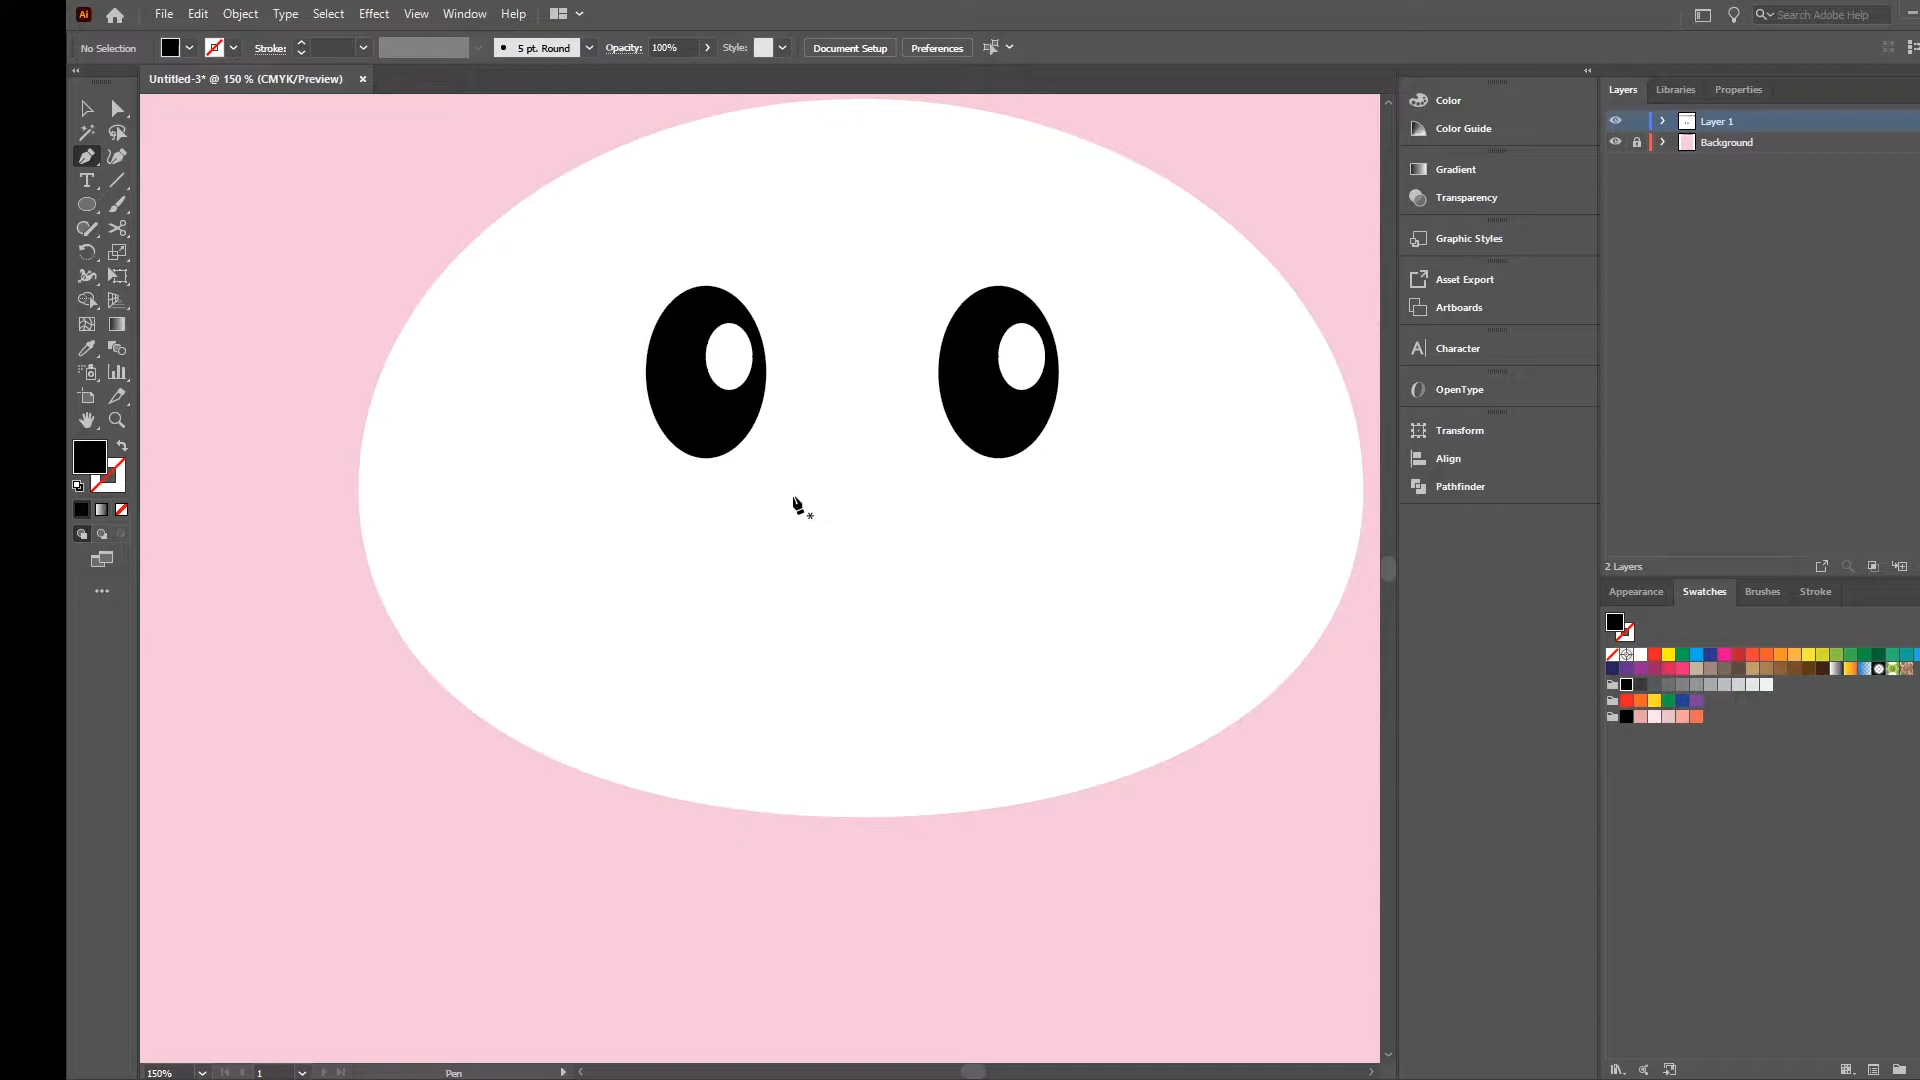 Ai File Edit Object Type Select Effect View Window Help Search Adobe Help
No Selection Stroke: 5 pt. Round Opacity: 100% Style: Document Setup Preferences
Untitled-3* @ 150 % (CMYK/Preview)
Color
Color Guide
Gradient
Transparency
Graphic Styles
Asset Export
Artboards
Character
OpenType
Transform
Align
Pathfinder
Layers Libraries Properties
Layer 1
Background
2 Layers
Appearance Swatches Brushes Stroke
150% 1 Pen